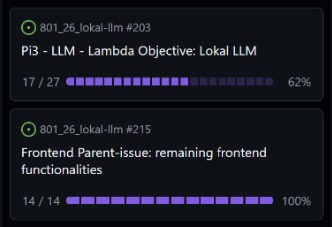 801_26_lokal-llm #203
Pi3 - LLM - Lambda Objective: Lokal LLM
17 / 27 62%
801_26_lokal-llm #215
Frontend Parent-issue: remaining frontend
functionalities
14 / 14 100%